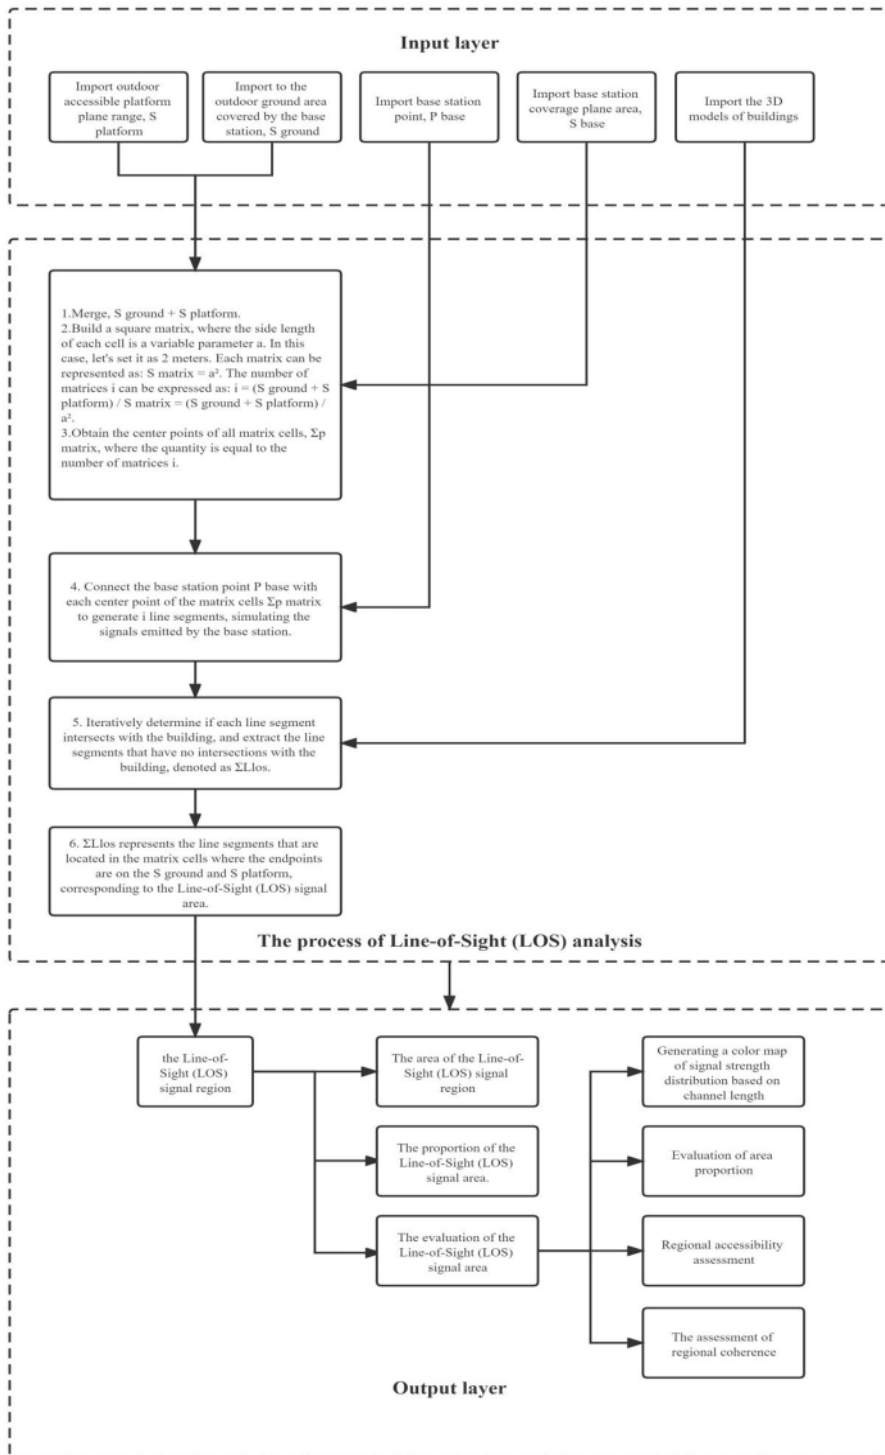 Input layer
Import outdoor
accessible platform
plane range, S
platform
Import to the
outdoor ground area
covered by the base
station, S ground
Import base station
point, P base
Import base station
coverage plane area,
S base
Import the 3D
models of buildings
1.Merge, S ground + S platform.
2.Build a square matrix, where the side length
of each cell is a variable parameter a. In this
case, let's set it as 2 meters. Each matrix can be
represented as: S matrix = a². The number of
matrices i can be expressed as: i = (S ground + S
platform) / S matrix = (S ground + S platform) /
a².
3.Obtain the center points of all matrix cells, Σp
matrix, where the quantity is equal to the
number of matrices i.
4. Connect the base station point P base with
each center point of the matrix cells Σp matrix
to generate i line segments, simulating the
signals emitted by the base station.
5. Iteratively determine if each line segment
intersects with the building, and extract the line
segments that have no intersections with the
building, denoted as ΣLlos.
6. ΣLlos represents the line segments that are
located in the matrix cells where the endpoints
are on the S ground and S platform,
corresponding to the Line-of-Sight (LOS) signal
area.
The process of Line-of-Sight (LOS) analysis
the Line-of-
Sight (LOS)
signal region
The area of the Line-of-
Sight (LOS) signal
region
The proportion of the
Line-of-Sight (LOS)
signal area.
The evaluation of the
Line-of-Sight (LOS)
signal area
Generating a color map
of signal strength
distribution based on
channel length
Evaluation of area
proportion
Regional accessibility
assessment
The assessment of
regional coherence
Output layer